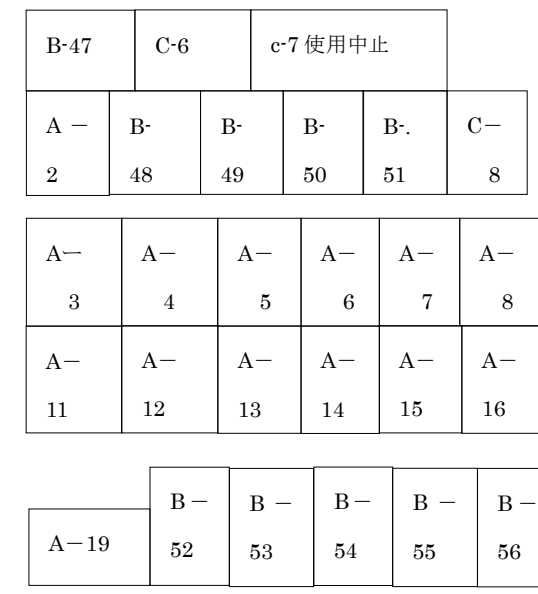 B-47 C-6 c-7 使用中止
A － B- B- B- B-. C－
2 48 49 50 51 8
A― A－ A－ A－ A－ A－
3 4 5 6 7 8
A－ A－ A－ A－ A－ A－
11 12 13 14 15 16
B－ B － B－ B － B－
A－19 52 53 54 55 56